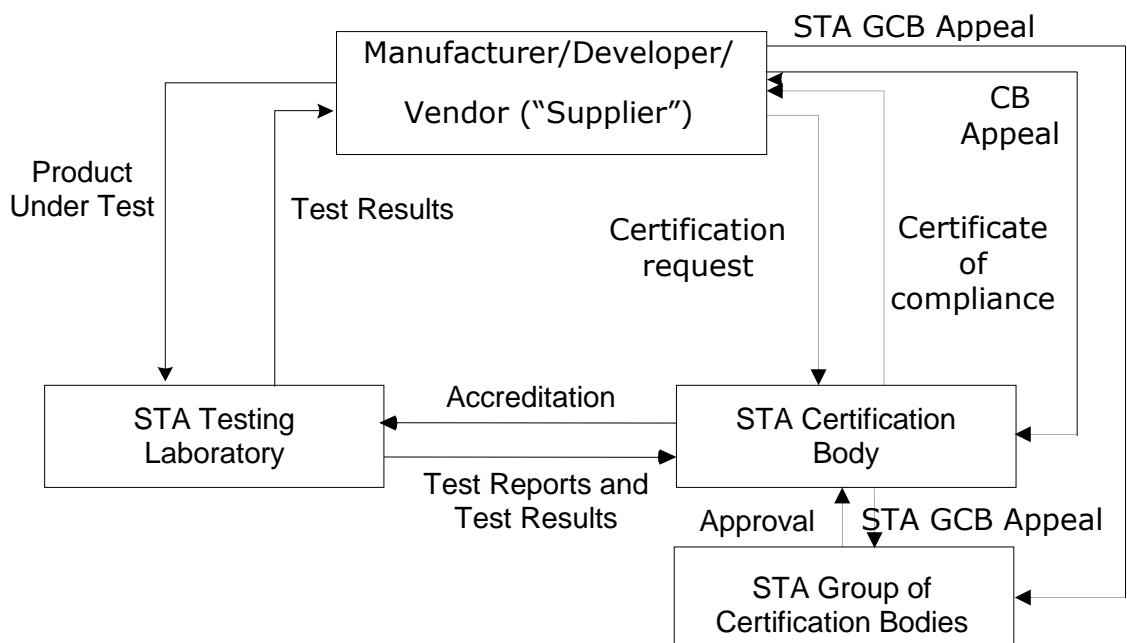 STA GCB Appeal
Manufacturer/Developer/
Vendor (“Supplier”)
CB
Appeal
Product
Under Test
Test Results
Certification
request
Certificate
of
compliance
STA Testing
Laboratory
Accreditation
STA Certification
Body
Test Reports and
Test Results
Approval
STA GCB Appeal
STA Group of
Certification Bodies